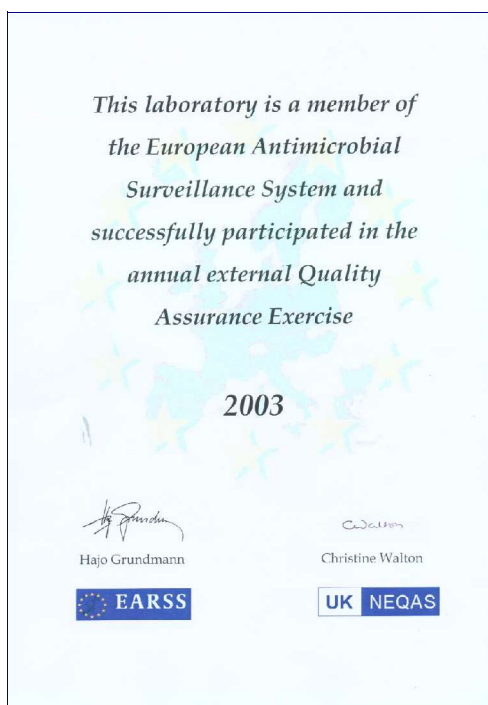 This laboratory is a member of
the European Antimicrobial
Surveillance System and
successfully participated in the
annual external Quality
Assurance Exercise
2003
Hajo Grundmann
Christine Walton
EARSS
UK NEQAS